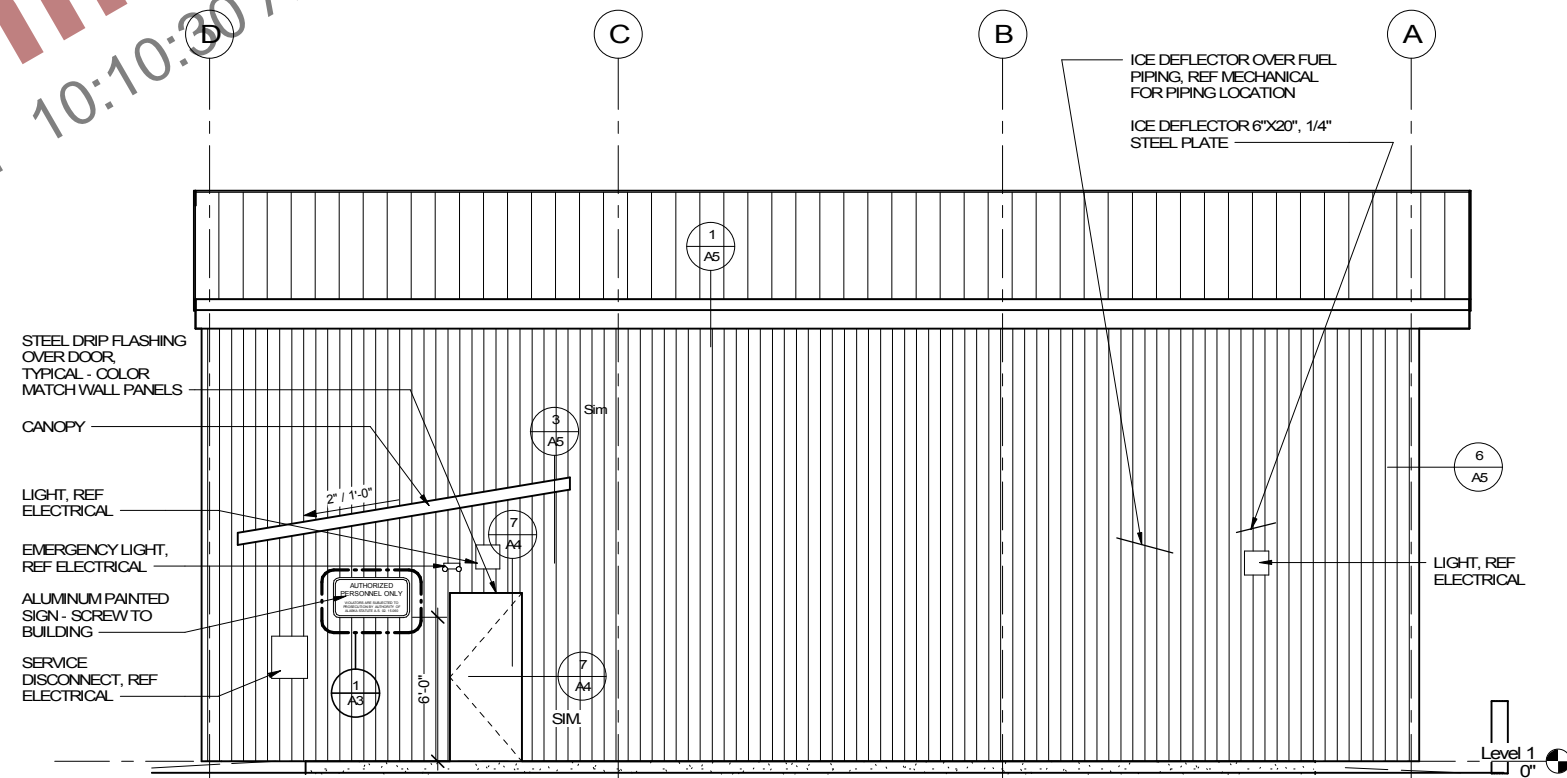 10:10:30 A
D
C
B
A
ICE DEFLECTOR OVER FUEL
PIPING, REF MECHANICAL
FOR PIPING LOCATION
ICE DEFLECTOR 6"X20", 1/4"
STEEL PLATE
1
A5
STEEL DRIP FLASHING
OVER DOOR,
TYPICAL - COLOR
MATCH WALL PANELS
CANOPY
3
A5
Sim
6
A5
2" / 1'-0"
LIGHT, REF
ELECTRICAL
7
A4
EMERGENCY LIGHT,
REF ELECTRICAL
LIGHT, REF
ELECTRICAL
AUTHORIZED
PERSONNEL ONLY
ALUMINUM PAINTED
SIGN - SCREW TO
BUILDING
SERVICE
DISCONNECT, REF
ELECTRICAL
1
A3
6'-0"
7
A4
SIM.
Level 1
0"